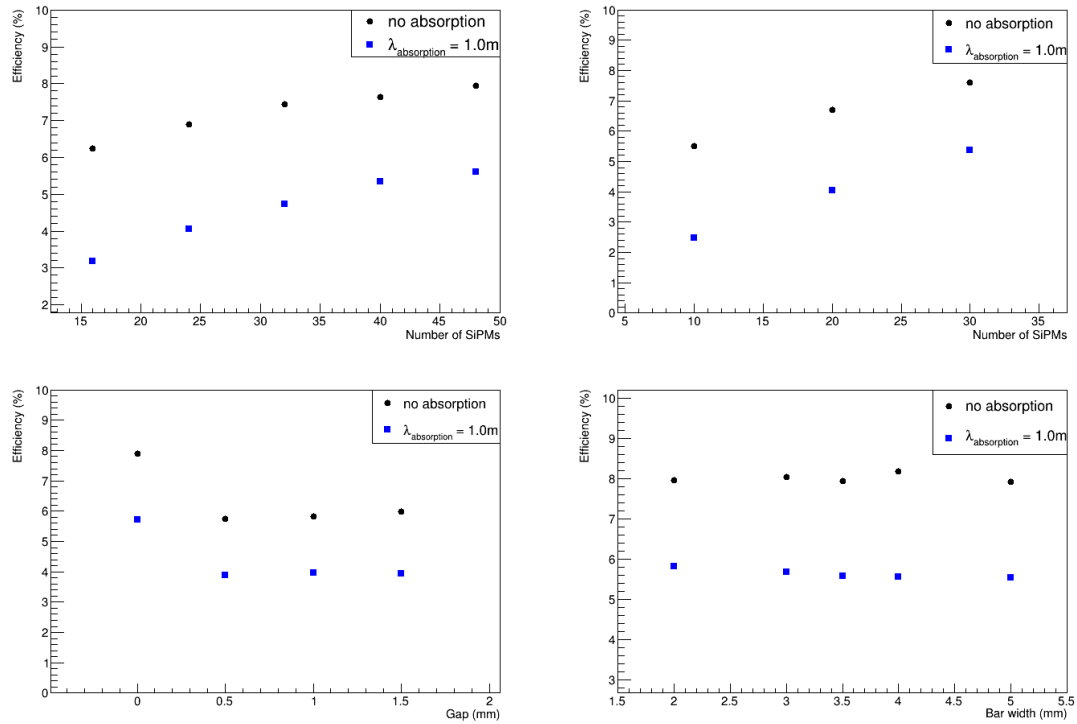 Efficiency (%)
10
9
8
7
6
5
4
3
2
no absorption
λabsorption = 1.0m
15 20 25 30 35 40 45 50
Number of SiPMs
Efficiency (%)
10
9
8
7
6
5
4
3
2
1
0
no absorption
λabsorption = 1.0m
5 10 15 20 25 30 35
Number of SiPMs
Efficiency (%)
10
9
8
7
6
5
4
3
2
1
0
no absorption
λabsorption = 1.0m
0 0.5 1 1.5 2
Gap (mm)
Efficiency (%)
10
9
8
7
6
5
4
3
no absorption
λabsorption = 1.0m
1.5 2 2.5 3 3.5 4 4.5 5 5.5
Bar width (mm)